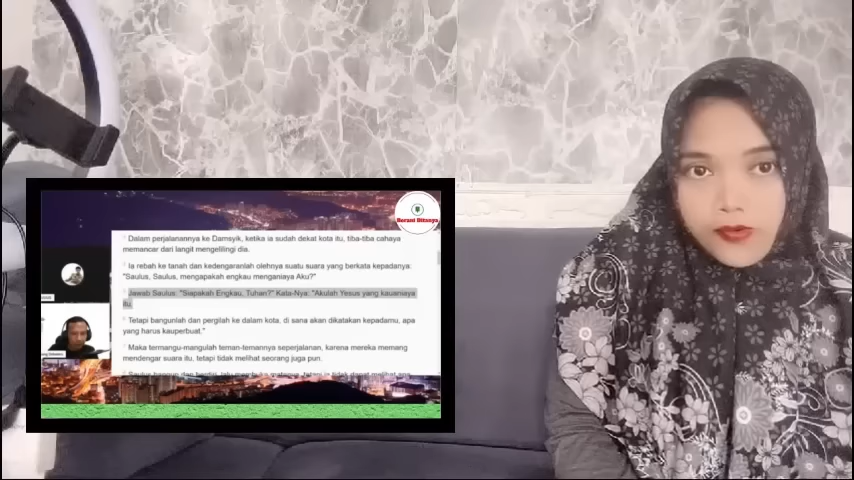 Berani Bitanya
Dalam perjalanannya ke Damsyik, ketika ia sudah dekat kota itu, tiba-tiba cahaya
memancar dari langit mengelilingi dia.
Ia rebah ke tanah dan kedengaranlah olehnya suatu suara yang berkata kepadanya:
"Saulus, Saulus, mengapakah engkau menganiaya Aku?"
Jawab Saulus: "Siapakah Engkau, Tuhan?" Kata-Nya: "Akulah Yesus yang kauaniaya
itu.
Tetapi bangunlah dan pergilah ke dalam kota, di sana akan dikatakan kepadamu, apa
yang harus kauperbuat."
Maka termangu-mangulah teman-temannya seperjalanan, karena mereka memang
mendengar suara itu, tetapi tidak melihat seorang juga pun.